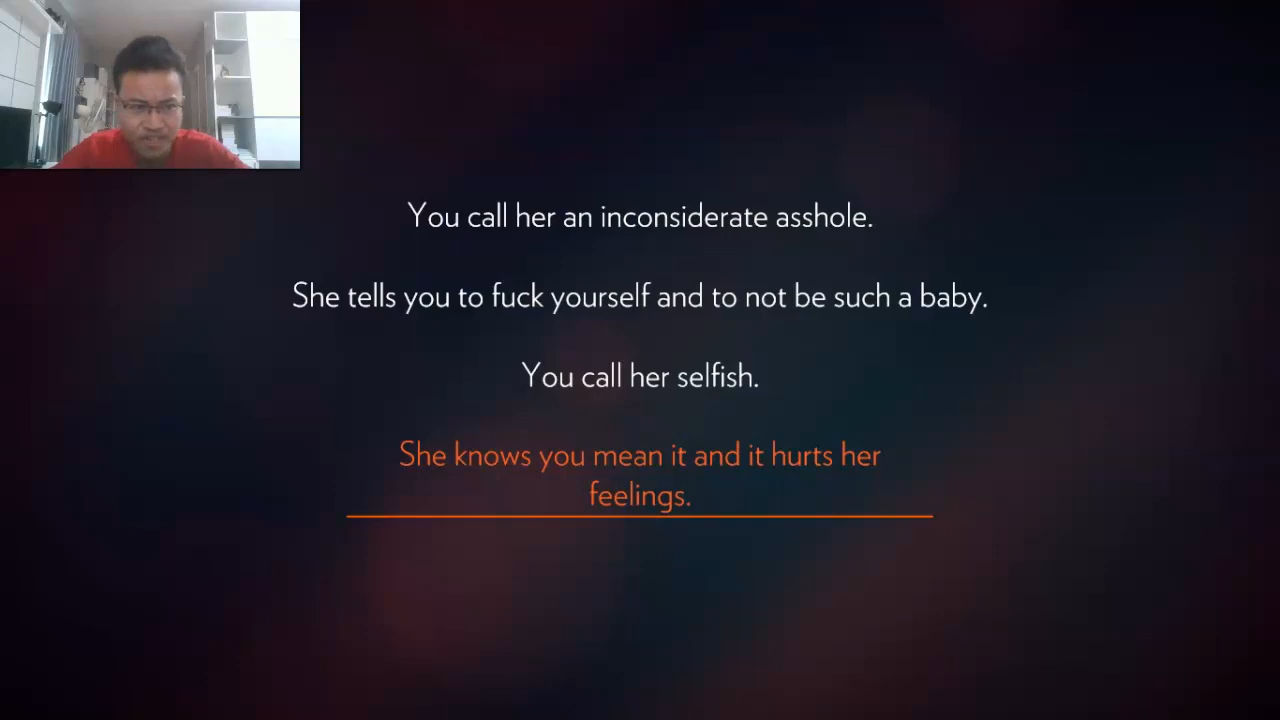 You call her an inconsiderate asshole.
She tells you to fuck yourself and to not be such a baby.
You call her selfish.
She knows you mean it and it hurts her
feelings.